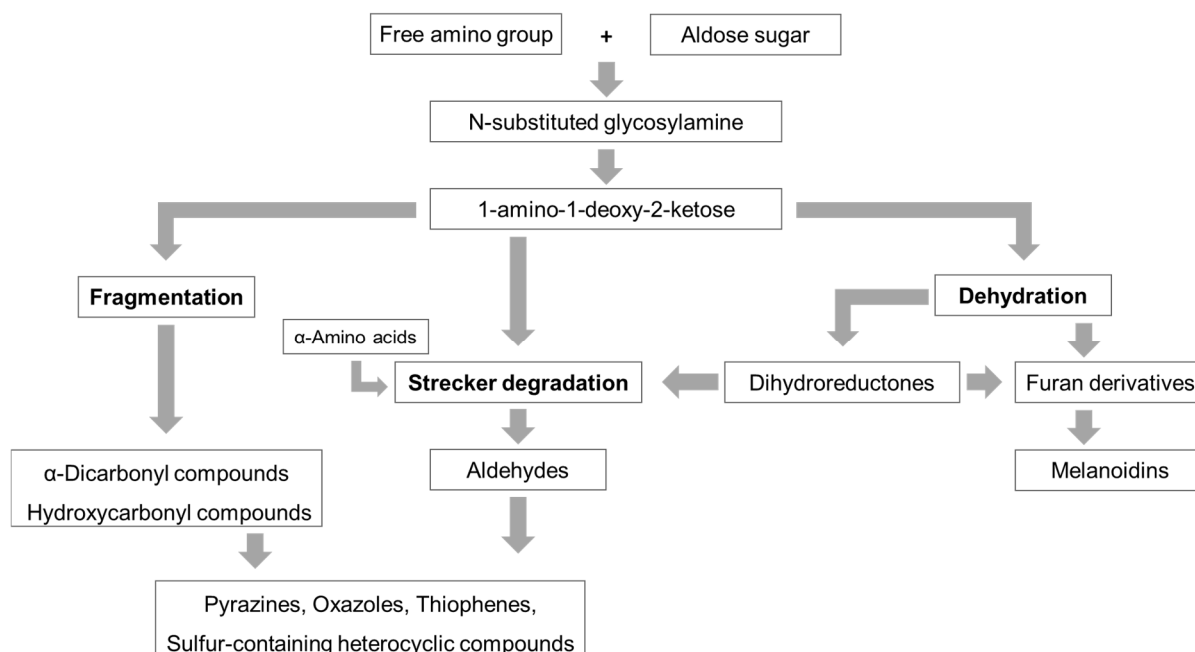 Free amino group + Aldose sugar
N-substituted glycosylamine
1-amino-1-deoxy-2-ketose
Fragmentation
Dehydration
α-Amino acids
Strecker degradation
Dihydroreductones
Furan derivatives
α-Dicarbonyl compounds
Hydroxycarbonyl compounds
Aldehydes
Melanoidins
Pyrazines, Oxazoles, Thiophenes,
Sulfur-containing heterocyclic compounds